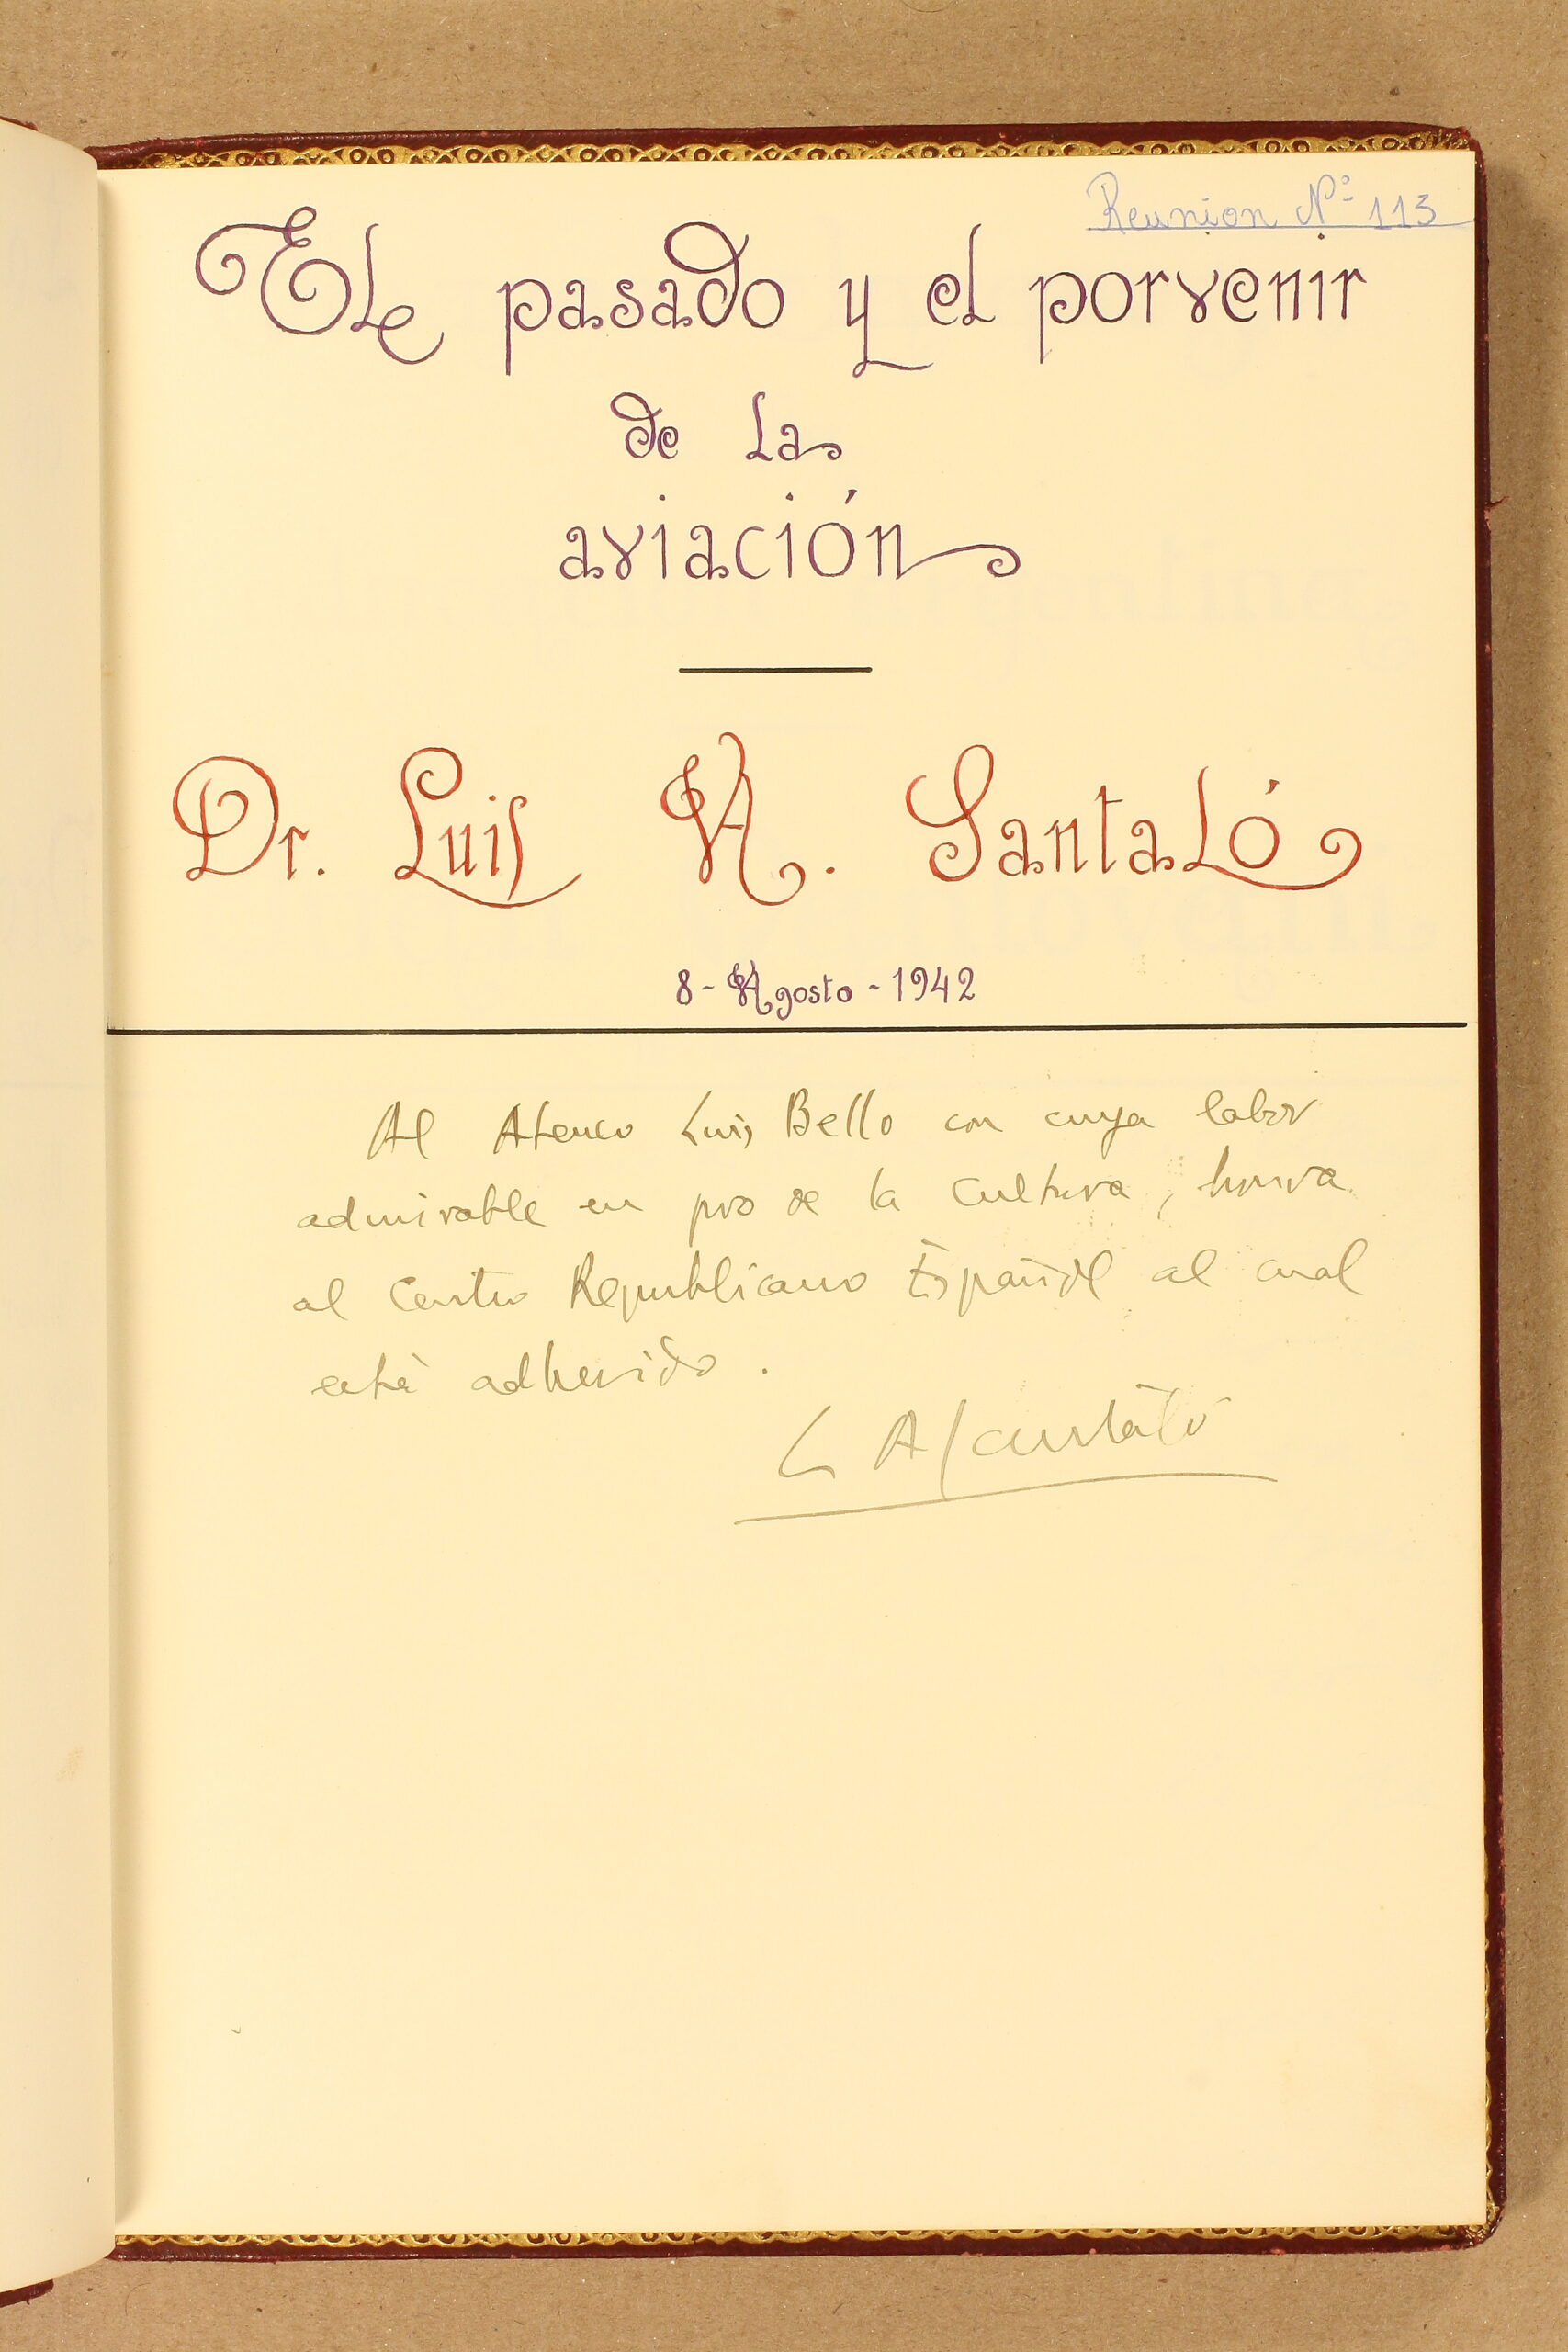 Reunion Nº 113
El pasado y el porvenir
de la
aviación
Dr. Luis A. Santaló
8 - Agosto - 1942
Al Ateneo Luis Bello con cuya labor
admirable en pro de la cultura, honra
al Centro Republicano Español al cual
está adherido.
L A Santaló